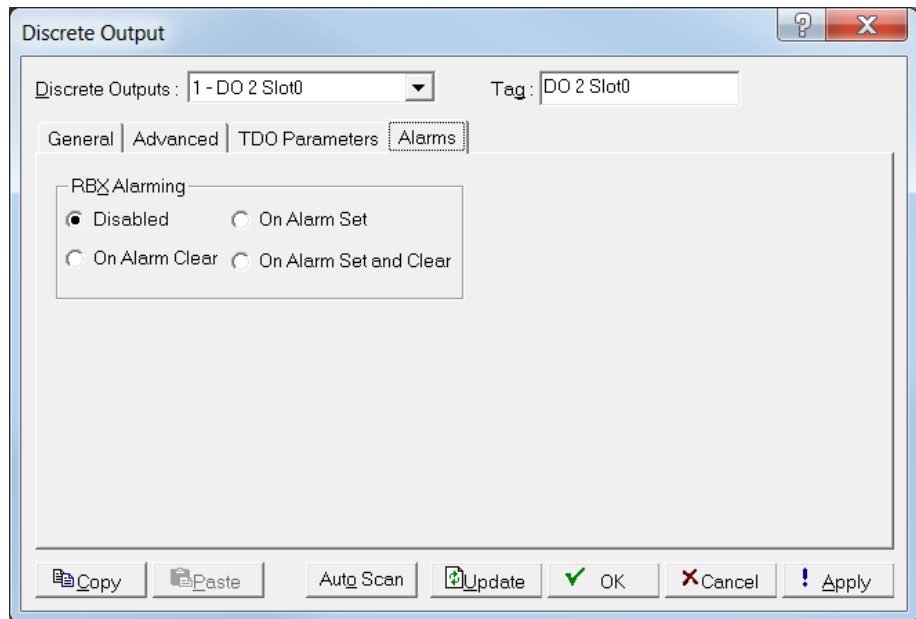 Discrete Output
Discrete Outputs : 1 - DO 2 Slot0 Tag : DO 2 Slot0
General Advanced TDO Parameters Alarms
RBX Alarming
Disabled On Alarm Set
On Alarm Clear On Alarm Set and Clear
Copy Paste Auto Scan Update OK Cancel ! Apply